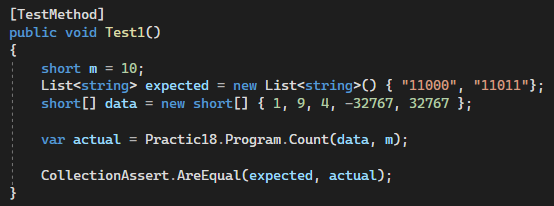 [TestMethod]
public void Test1()
{
short m = 10;
List<string> expected = new List<string>() { "11000", "11011"};
short[] data = new short[] { 1, 9, 4, -32767, 32767 };
var actual = Practic18.Program.Count(data, m);
CollectionAssert.AreEqual(expected, actual);
}